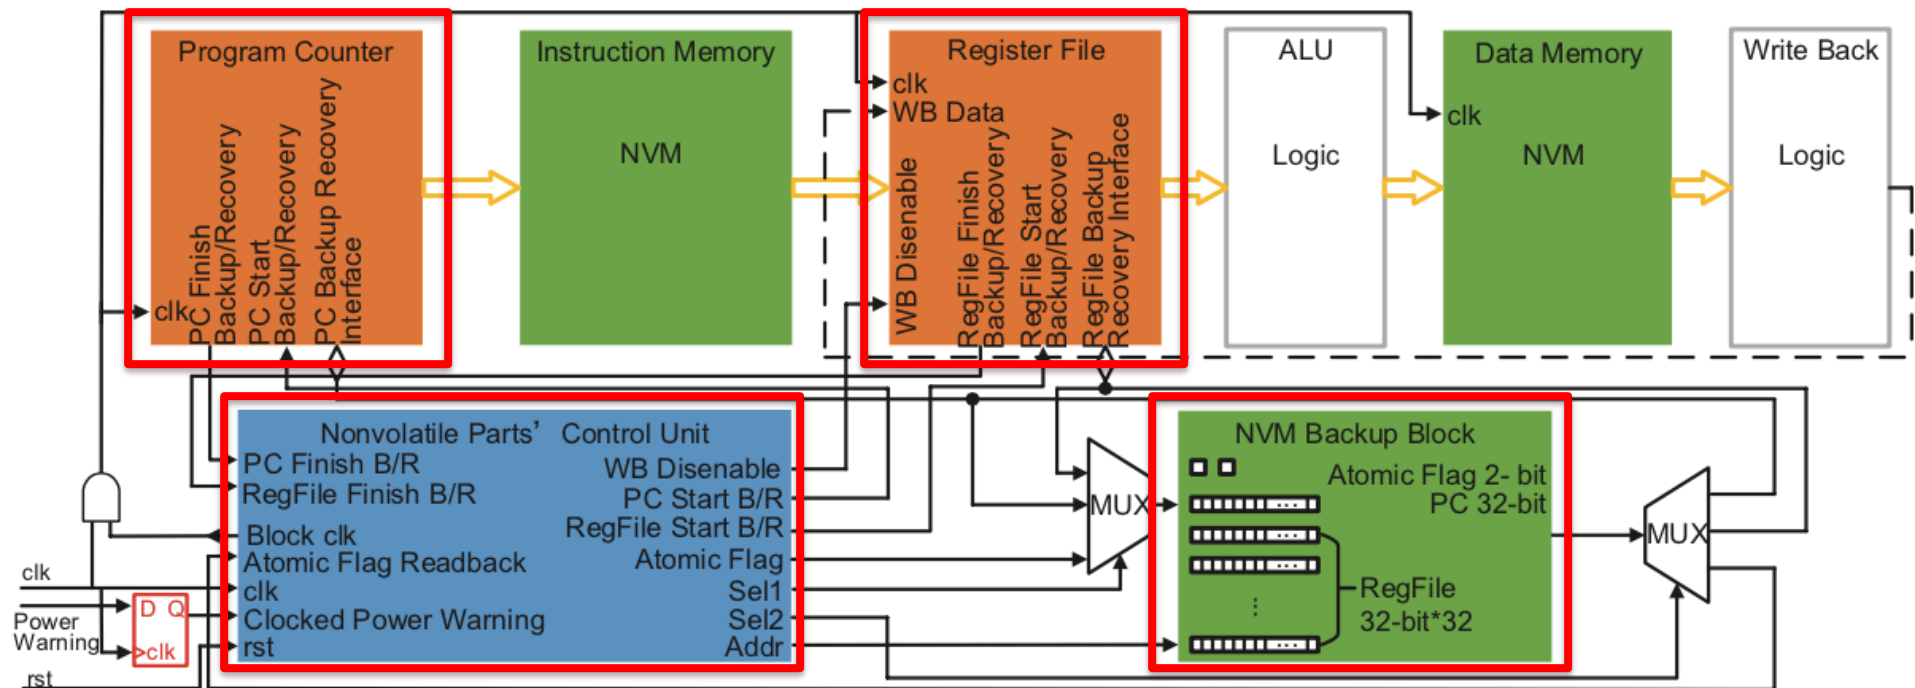 Program Counter
clk
PC Finish
Backup/Recovery
PC Start
Backup/Recovery
PC Backup Recovery
Interface
Instruction Memory
NVM
Register File
clk
WB Data
WB Disenable
RegFile Finish
Backup/Recovery
RegFile Start
Backup/Recovery
RegFile Backup
Recovery Interface
ALU
Logic
Data Memory
clk
NVM
Write Back
Logic
Nonvolatile Parts' Control Unit
PC Finish B/R
RegFile Finish B/R
Block clk
Atomic Flag Readback
clk
Clocked Power Warning
rst
WB Disenable
PC Start B/R
RegFile Start B/R
Atomic Flag
Sel1
Sel2
Addr
clk
Power
Warning
rst
D Q
>clk
MUX
NVM Backup Block
Atomic Flag 2- bit
PC 32-bit
...
...
...
RegFile
32-bit*32
...
MUX